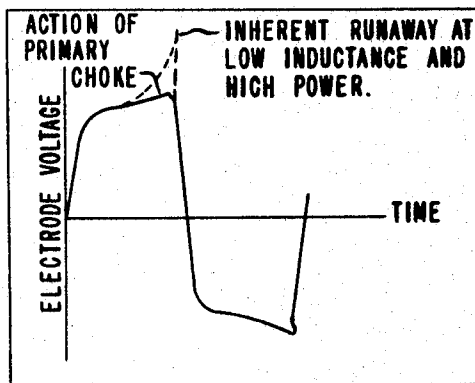 ACTION OF
PRIMARY
CHOKE
INHERENT RUNAWAY AT
LOW INDUCTANCE AND
HIGH POWER.
ELECTRODE VOLTAGE
TIME